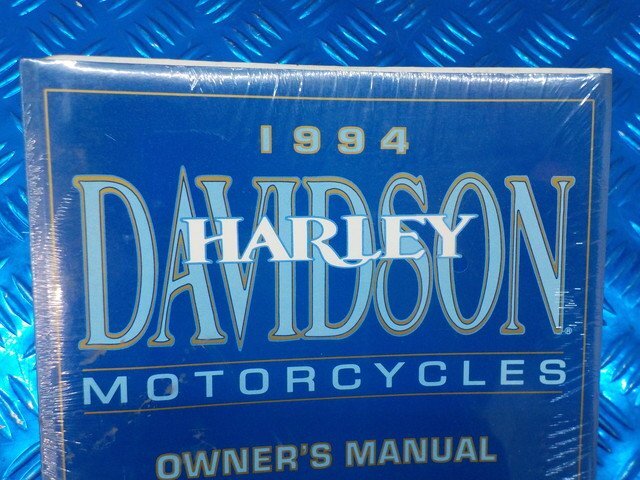 1994
HARLEY
DAVIDSON®
MOTORCYCLES
OWNER'S MANUAL